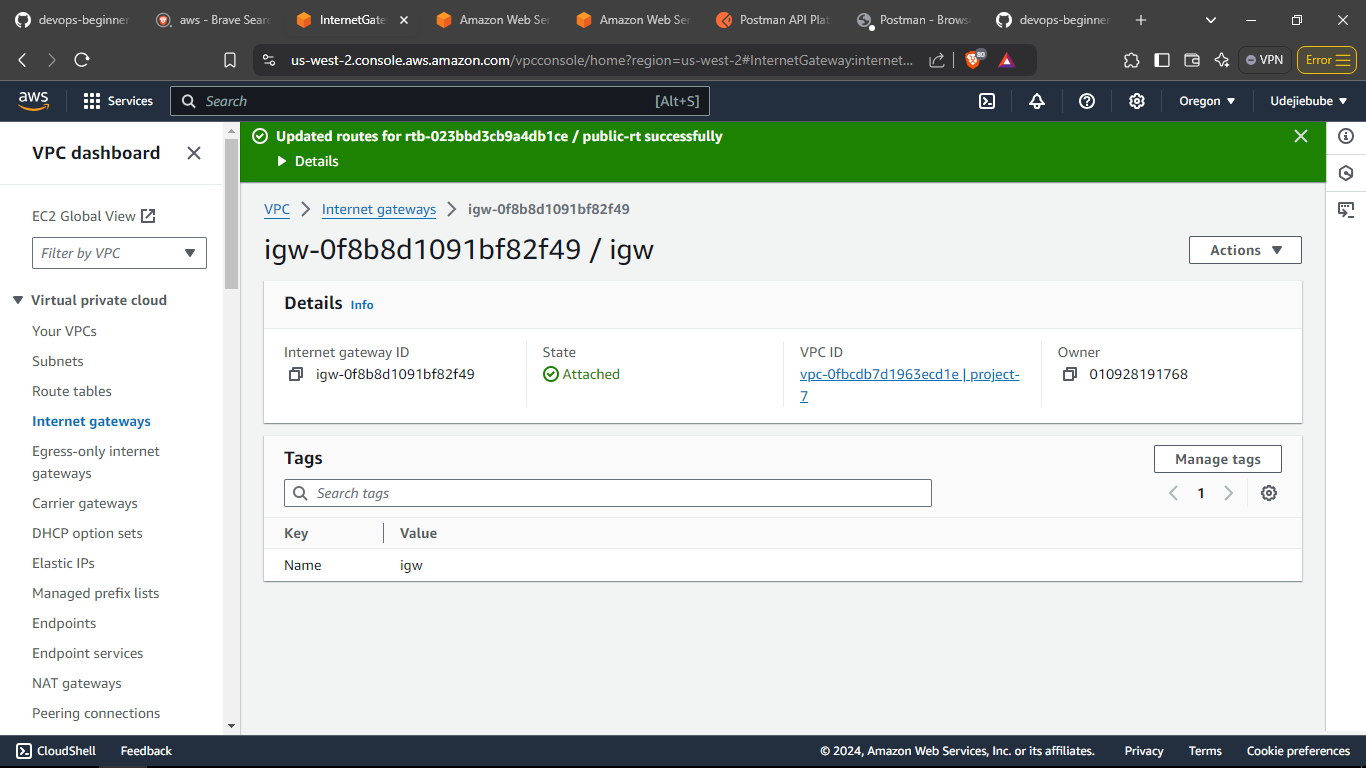 devops-beginner
aws - Brave Sear
InternetGate
Amazon Web Ser
Amazon Web Ser
Postman API Plat
Postman - Brows
devops-beginner
us-west-2.console.aws.amazon.com/vpcconsole/home?region=us-west-2#InternetGateway:internet...
80
VPN
Error
aws
Services
Search
[Alt+S]
Oregon
Udejiebube
VPC dashboard
EC2 Global View
Filter by VPC
Virtual private cloud
Your VPCs
Subnets
Route tables
Internet gateways
Egress-only internet
gateways
Carrier gateways
DHCP option sets
Elastic IPs
Managed prefix lists
Endpoints
Endpoint services
NAT gateways
Peering connections
Updated routes for rtb-023bbd3cb9a4db1ce / public-rt successfully
Details
VPC
Internet gateways
igw-0f8b8d1091bf82f49
igw-0f8b8d1091bf82f49 / igw
Actions
Details Info
Internet gateway ID
igw-0f8b8d1091bf82f49
State
Attached
VPC ID
vpc-0fbcdb7d1963ecd1e | project-
7
Owner
010928191768
Tags
Manage tags
Search tags
1
Key
Value
Name
igw
CloudShell
Feedback
© 2024, Amazon Web Services, Inc. or its affiliates.
Privacy
Terms
Cookie preferences